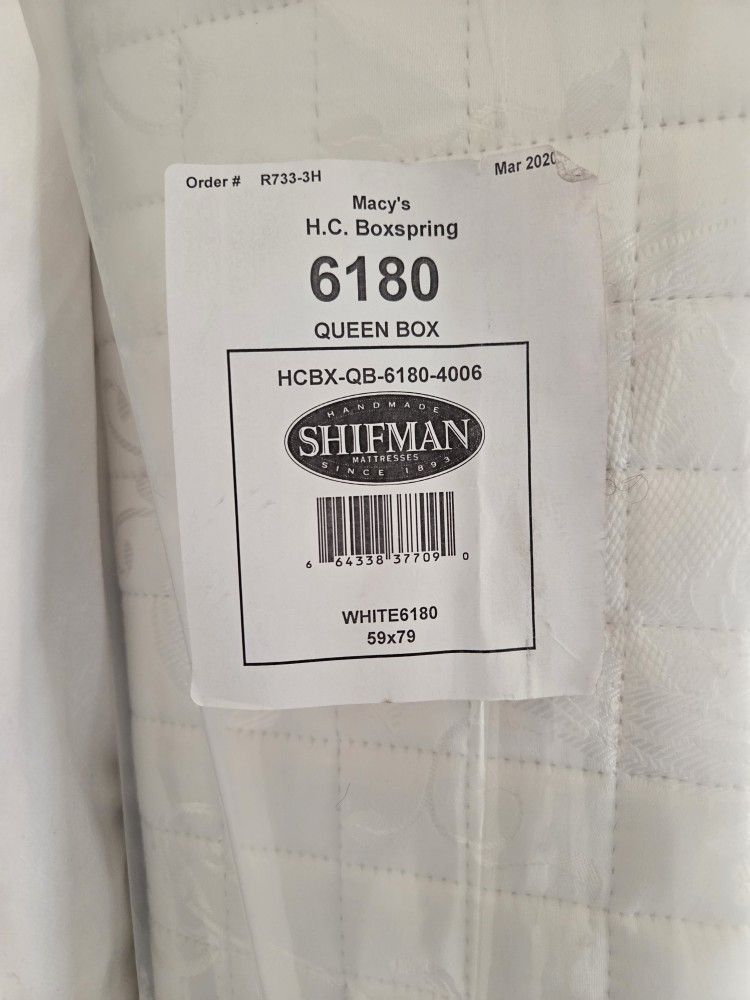 Order # R733-3H
Mar 2020
Macy's
H.C. Boxspring
6180
QUEEN BOX
HCBX-QB-6180-4006
HANDMADE
SHIFMAN
MATTRESSES
SINCE 1893
6 64338 37709 0
WHITE6180
59x79